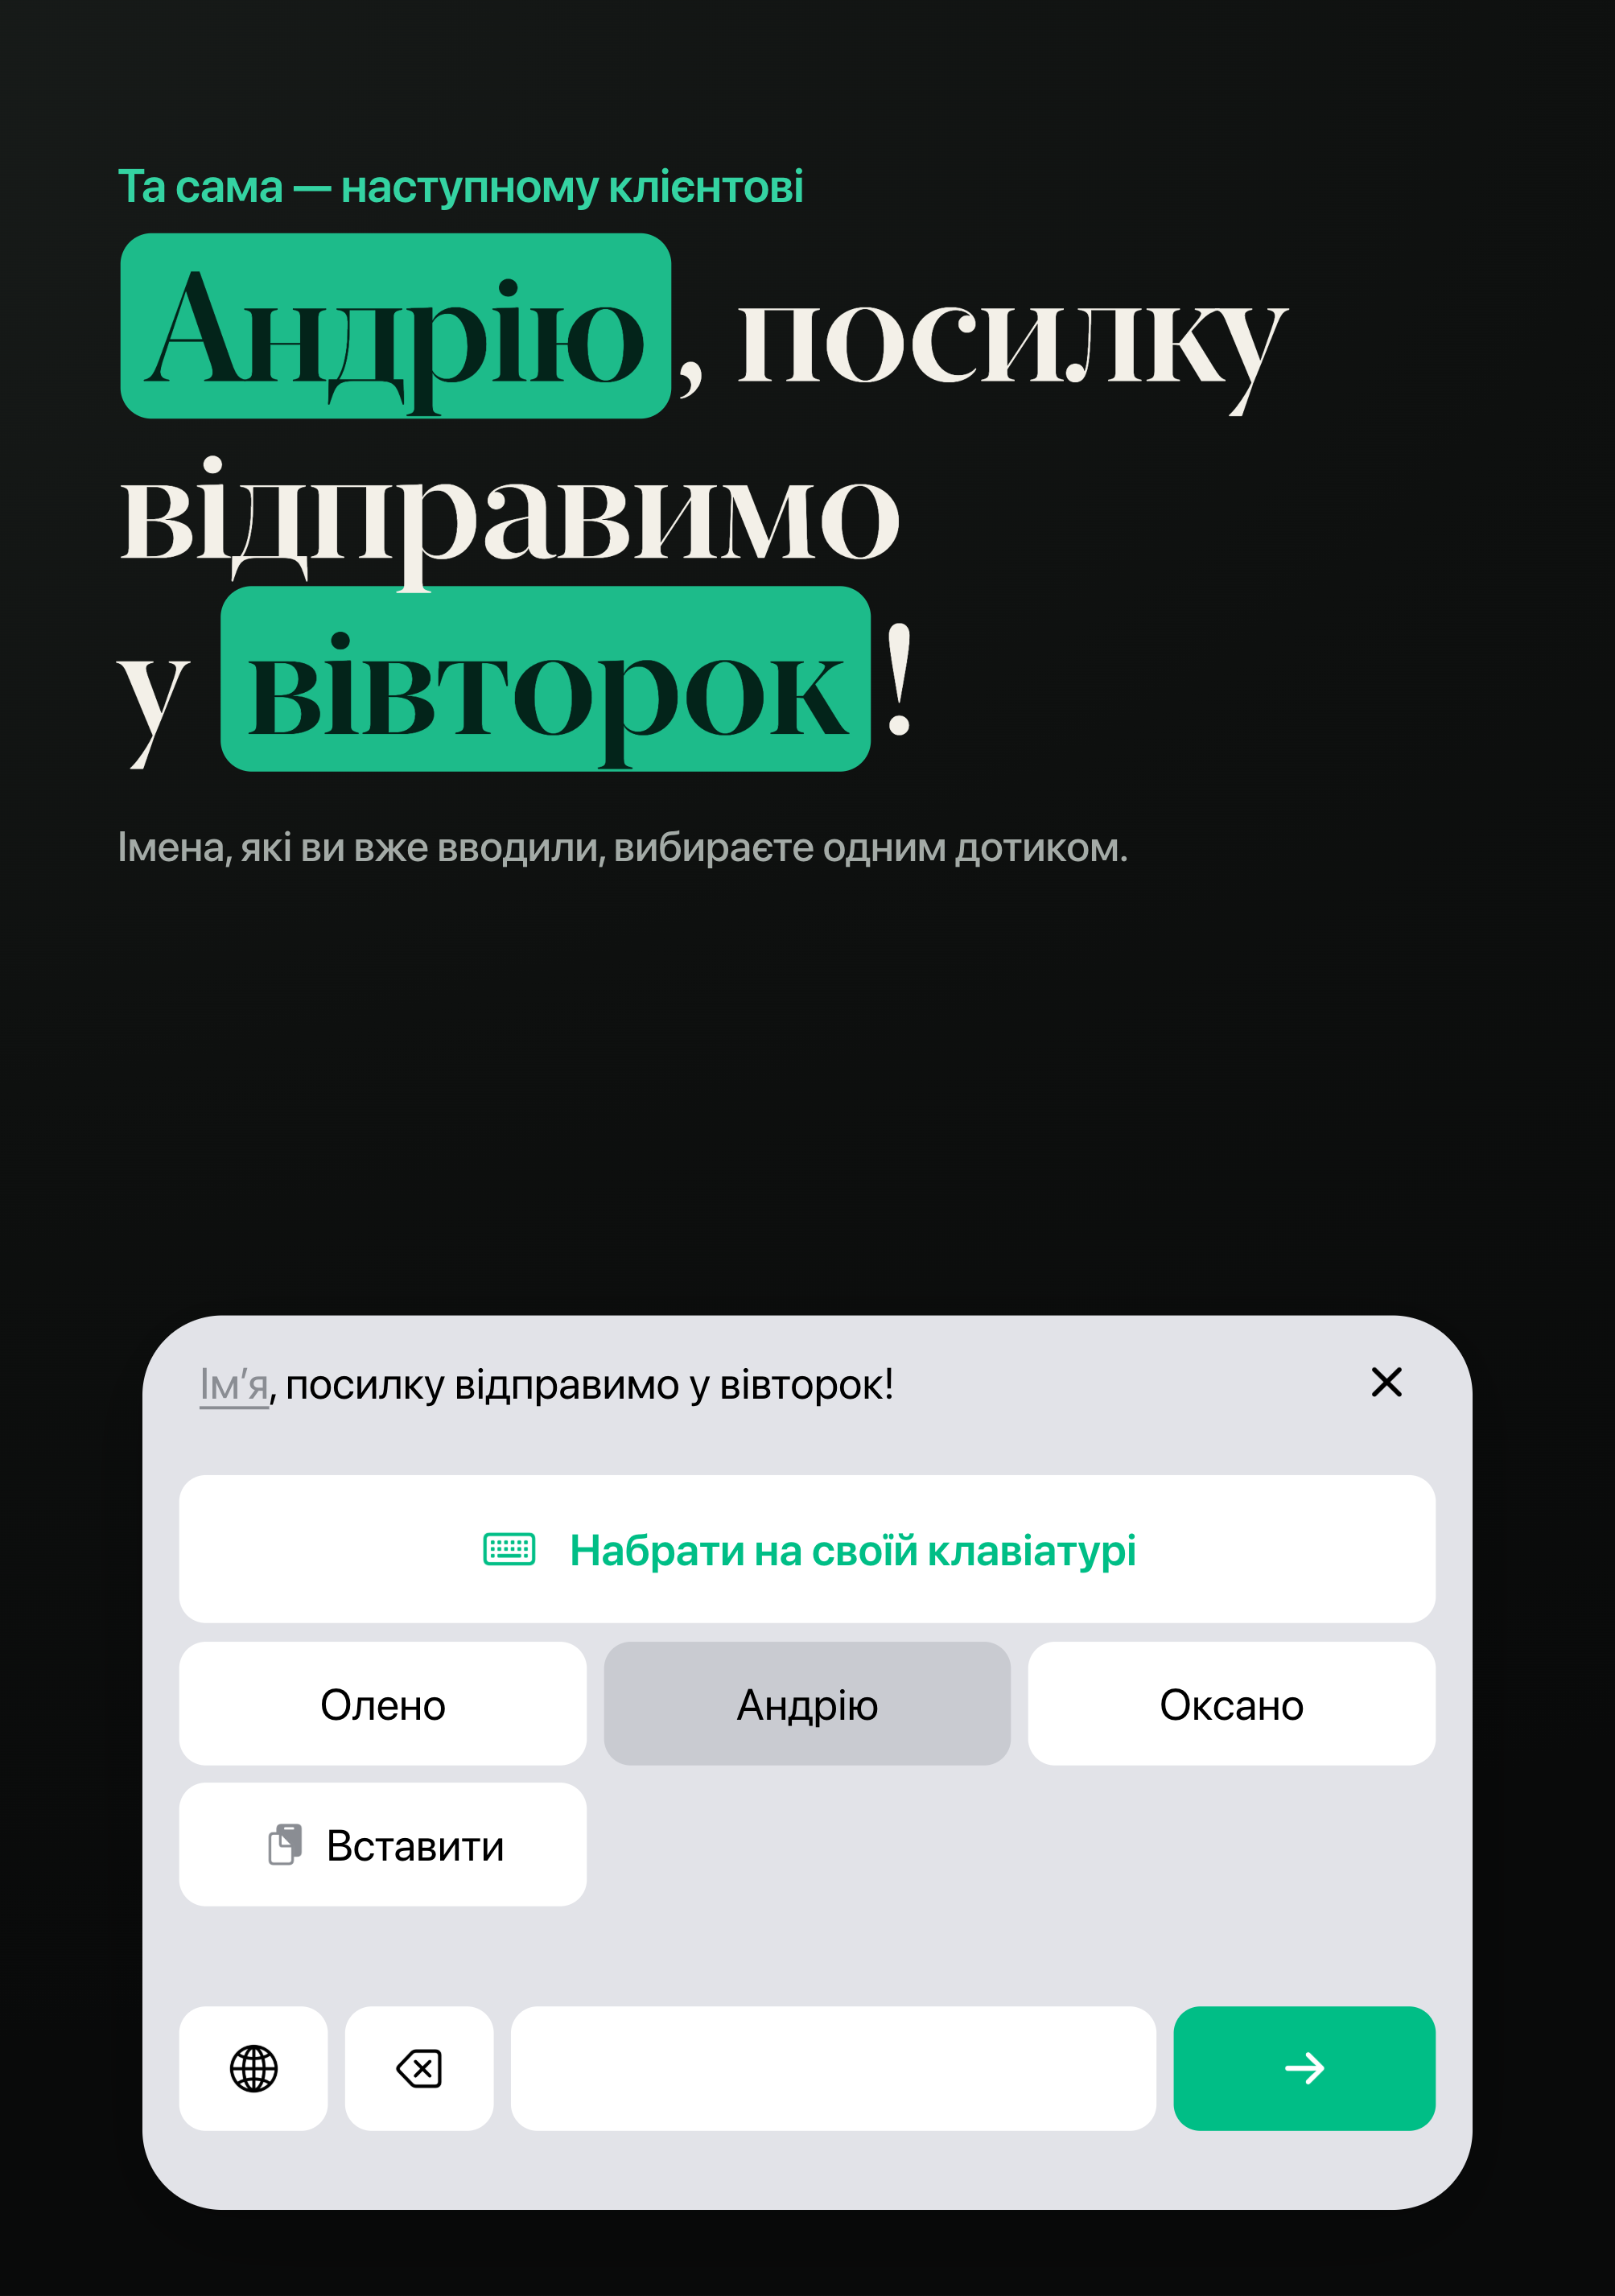 Та сама — наступному клієнтові
Андрію, посилку
відправимо
у вівторок!
Імена, які ви вже вводили, вибираєте одним дотиком.
Ім’я, посилку відправимо у вівторок!
Набрати на своїй клавіатурі
Олено
Андрію
Оксано
Вставити